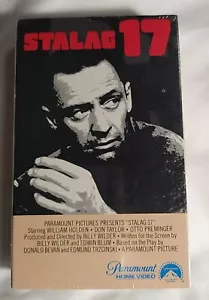 STALAG 17
PARAMOUNT PICTURES PRESENTS "STALAG 17"
Starring WILLIAM HOLDEN • DON TAYLOR • OTTO PREMINGER
Produced and Directed by BILLY WILDER • Written for the Screen by
BILLY WILDER and EDWIN BLUM • Based on the Play by
DONALD BEVAN and EDMUND TRZCINSKI • A PARAMOUNT PICTURE
Paramount
HOME VIDEO